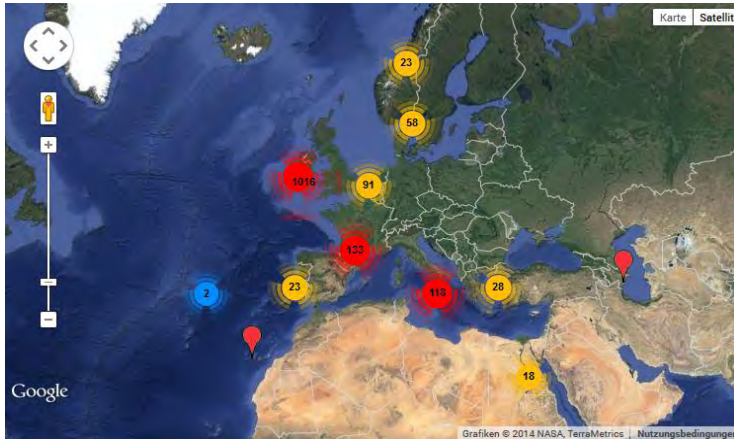 Karte
Satellit
23
58
1016
91
133
2
23
118
28
18
Google
Grafiken © 2014 NASA, TerraMetrics
Nutzungsbedingungen